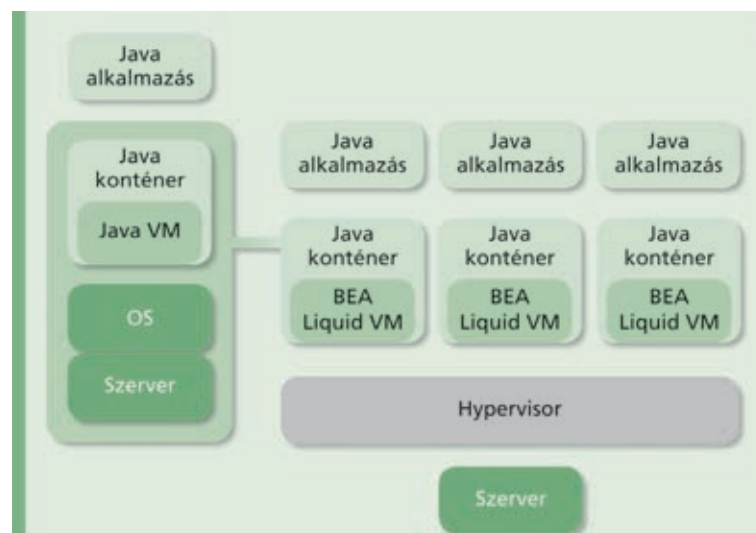 Java
alkalmazás
Java
konténer
Java VM
OS
Szerver
Java
alkalmazás
Java
alkalmazás
Java
alkalmazás
Java
konténer
BEA
Liquid VM
Java
konténer
BEA
Liquid VM
Java
konténer
BEA
Liquid VM
Hypervisor
Szerver